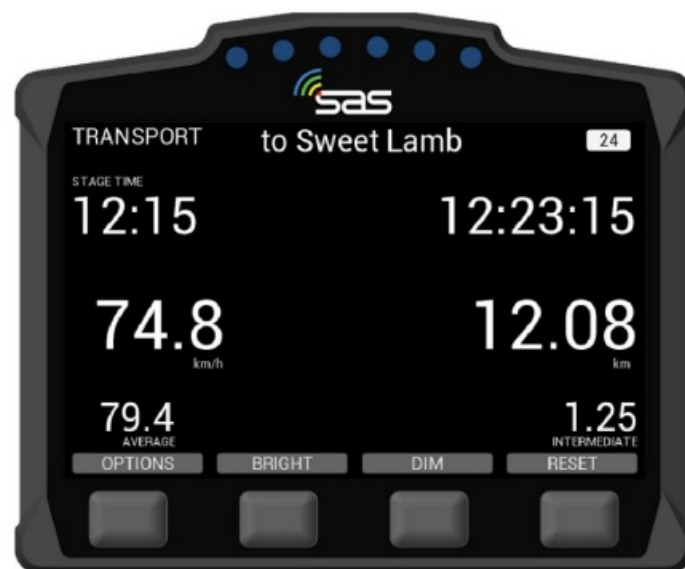 sas
TRANSPORT to Sweet Lamb 24
STAGE TIME
12:15 12:23:15
74.8 12.08
km/h km
79.4 1.25
AVERAGE INTERMEDIATE
OPTIONS BRIGHT DIM RESET